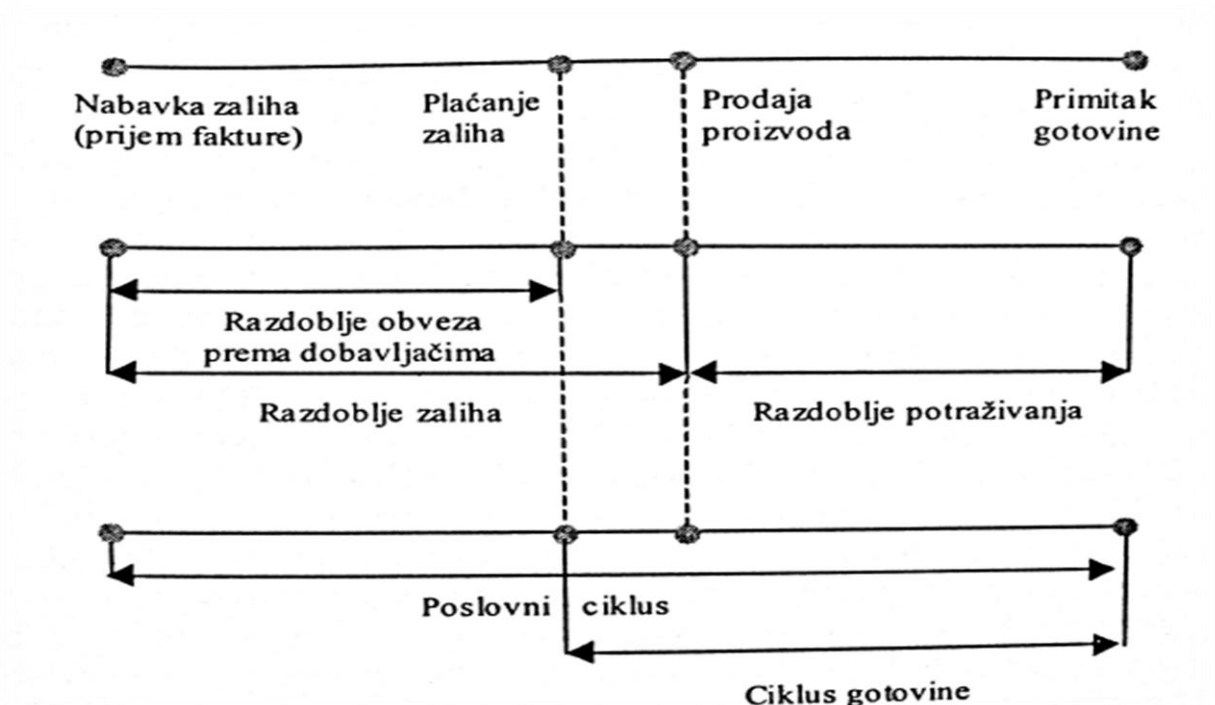 Nabavka zaliha
(prijem fakture)
Plaćanje
zaliha
Prodaja
proizvoda
Primitak
gotovine
Razdoblje obveza
prema dobavljačima
Razdoblje zaliha
Razdoblje potraživanja
Poslovni ciklus
Ciklus gotovine